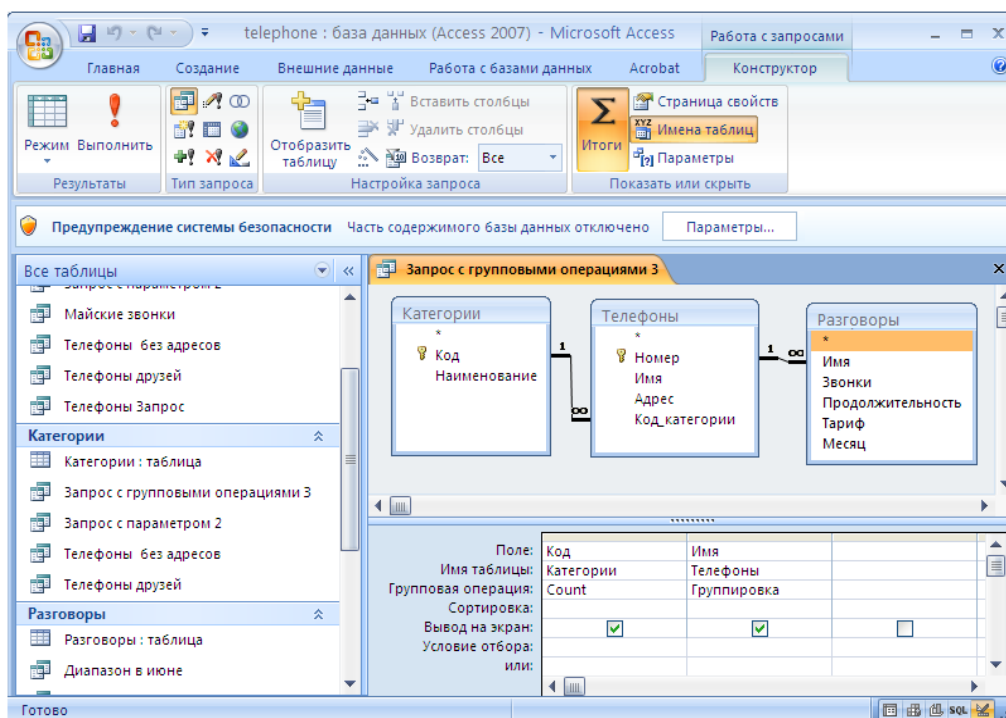 telephone : база данных (Access 2007) - Microsoft Access
Работа с запросами
Главная Создание Внешние данные Работа с базами данных Acrobat Конструктор
Режим Выполнить
Результаты
Тип запроса
Отобразить таблицу
Вставить столбцы
Удалить столбцы
Возврат: Все
Настройка запроса
Итоги
Страница свойств
Имена таблиц
Параметры
Показать или скрыть
Предупреждение системы безопасности Часть содержимого базы данных отключено Параметры...
Все таблицы
Запрос с параметром 2
Майские звонки
Телефоны без адресов
Телефоны друзей
Телефоны Запрос
Категории
Категории : таблица
Запрос с групповыми операциями 3
Запрос с параметром 2
Телефоны без адресов
Телефоны друзей
Разговоры
Разговоры : таблица
Диапазон в июне
Запрос с групповыми операциями 3
Категории
*
Код
Наименование
1
∞
Телефоны
*
Номер
Имя
Адрес
Код_категории
1
∞
Разговоры
*
Имя
Звонки
Продолжительность
Тариф
Месяц
Поле: Код Имя
Имя таблицы: Категории Телефоны
Групповая операция: Count Группировка
Сортировка:
Вывод на экран:
Условие отбора:
или:
Готово
SQL